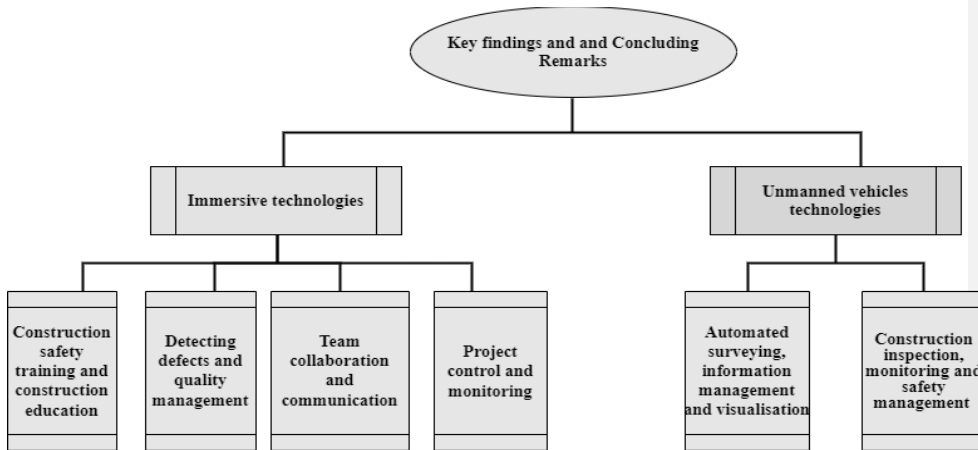 Key findings and and Concluding
Remarks
Immersive technologies
Unmanned vehicles
technologies
Construction
safety
training and
construction
education
Detecting
defects and
quality
management
Team
collaboration
and
communication
Project
control and
monitoring
Automated
surveying,
information
management
and visualisation
Construction
inspection,
monitoring and
safety
management